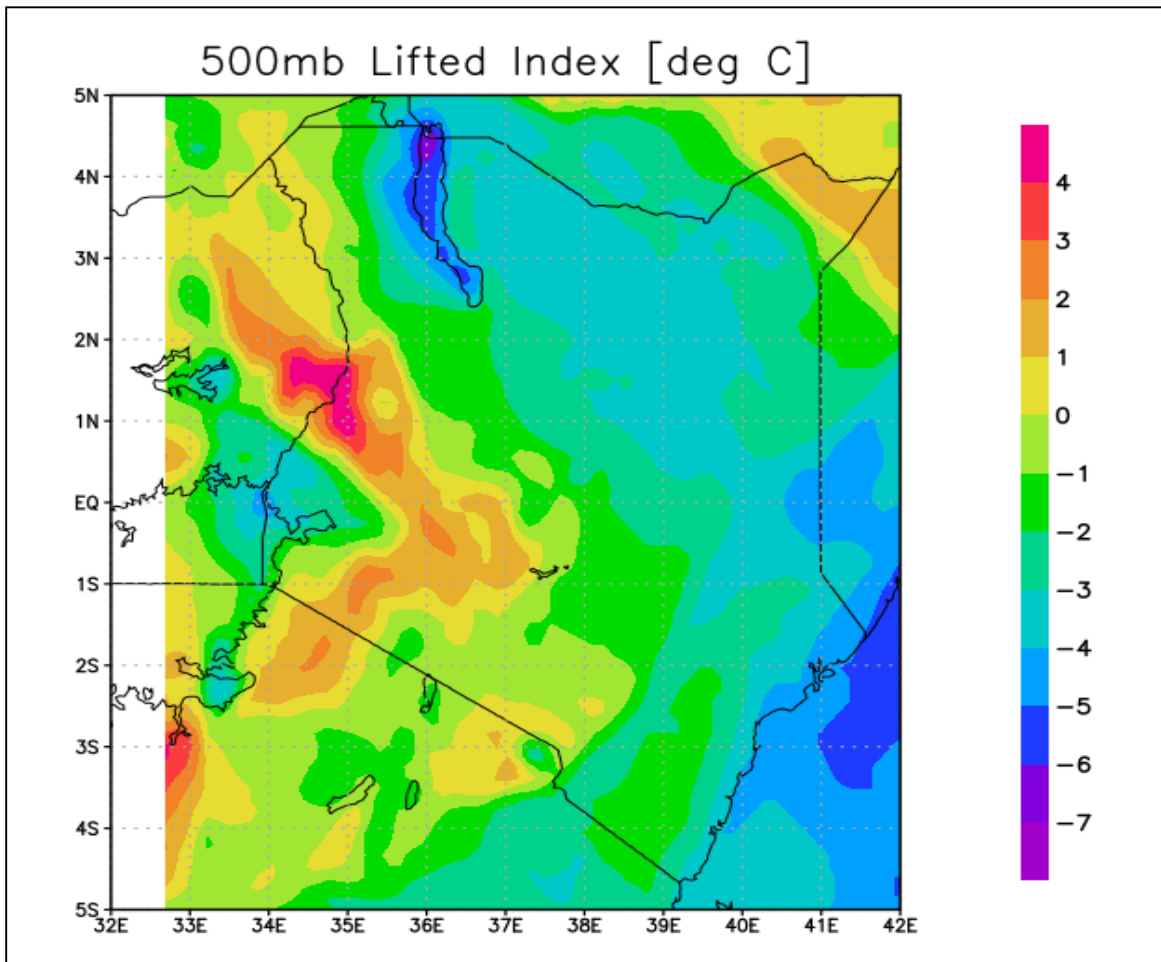 500mb Lifted Index [deg C]
5N
4N
3N
2N
1N
EQ
1S
2S
3S
4S
5S
32E 33E 34E 35E 36E 37E 38E 39E 40E 41E 42E
4
3
2
1
0
−1
−2
−3
−4
−5
−6
−7